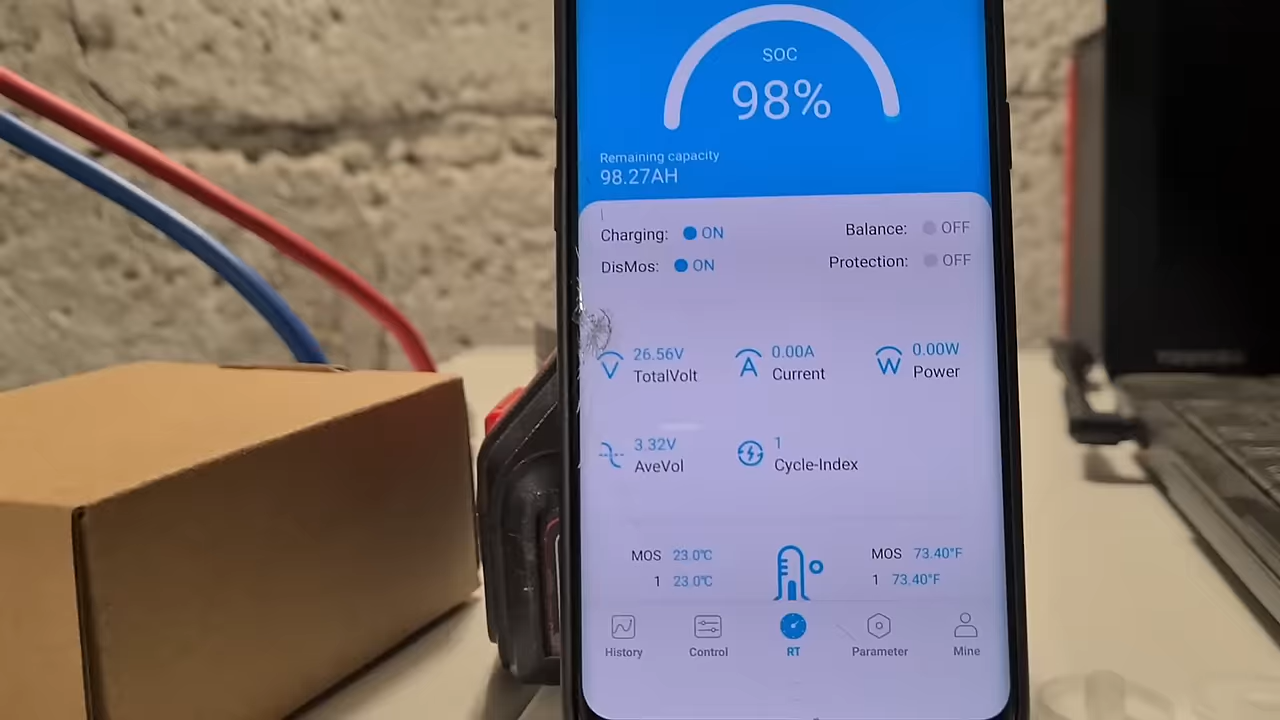 SOC
98%
Remaining capacity
98.27AH
Charging: ON
Balance: OFF
DisMos: ON
Protection: OFF
26.56V
TotalVolt
0.00A
Current
0.00W
Power
3.32V
AveVol
1
Cycle-Index
MOS 23.0℃
MOS 73.40°F
1 23.0℃
1 73.40°F
History
Control
RT
Parameter
Mine